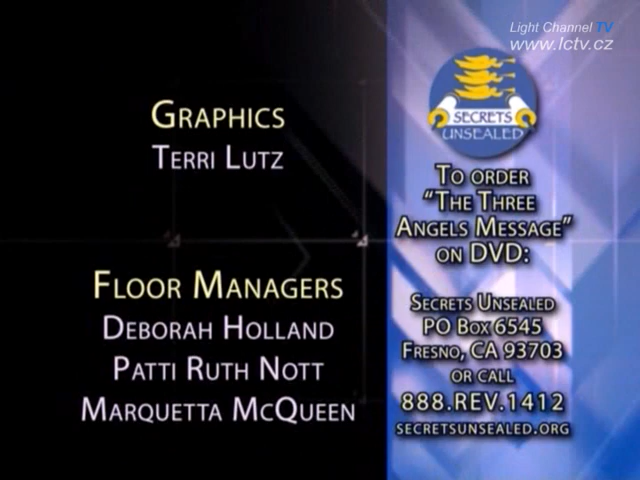 Light Channel TV
www.lctv.cz
GRAPHICS
TERRI LUTZ
FLOOR MANAGERS
DEBORAH HOLLAND
PATTI RUTH NOTT
MARQUETTA MCQUEEN
SECRETS
UNSEALED
TO ORDER
"THE THREE
ANGELS MESSAGE"
ON DVD:
SECRETS UNSEALED
PO BOX 6545
FRESNO, CA 93703
OR CALL
888.REV.1412
SECRETSUNSEALED.ORG